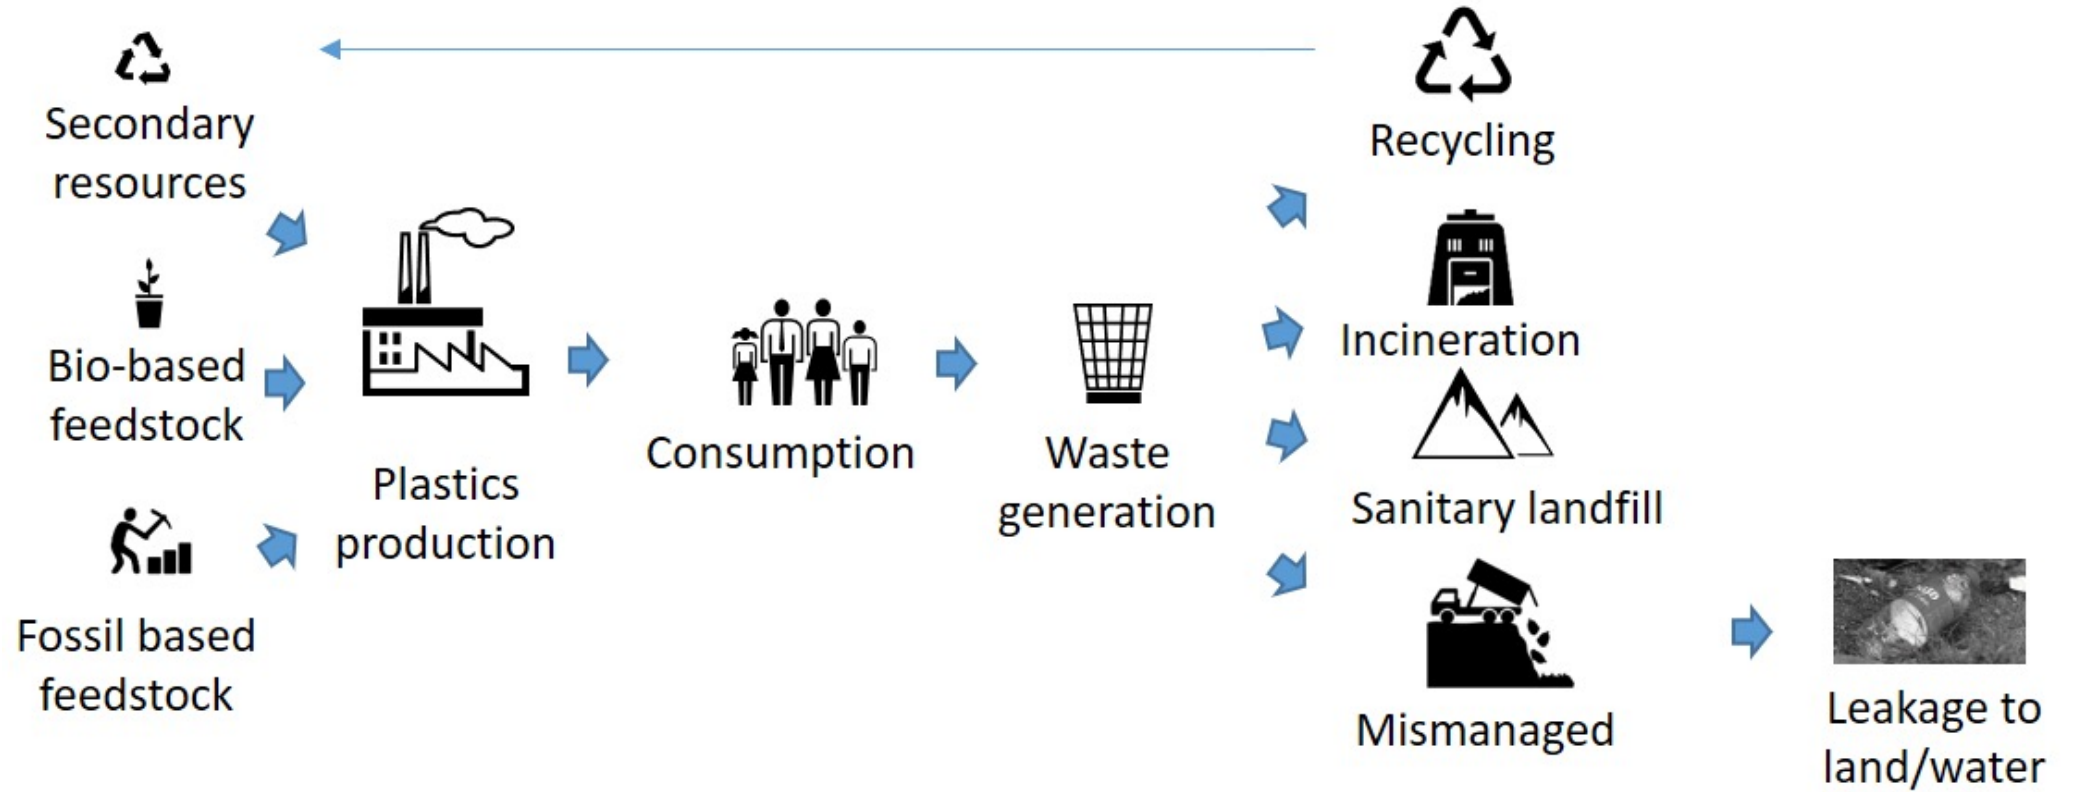 Secondary
resources
Bio-based
feedstock
Fossil based
feedstock
Plastics
production
Consumption
Waste
generation
Recycling
Incineration
Sanitary landfill
Mismanaged
Leakage to
land/water